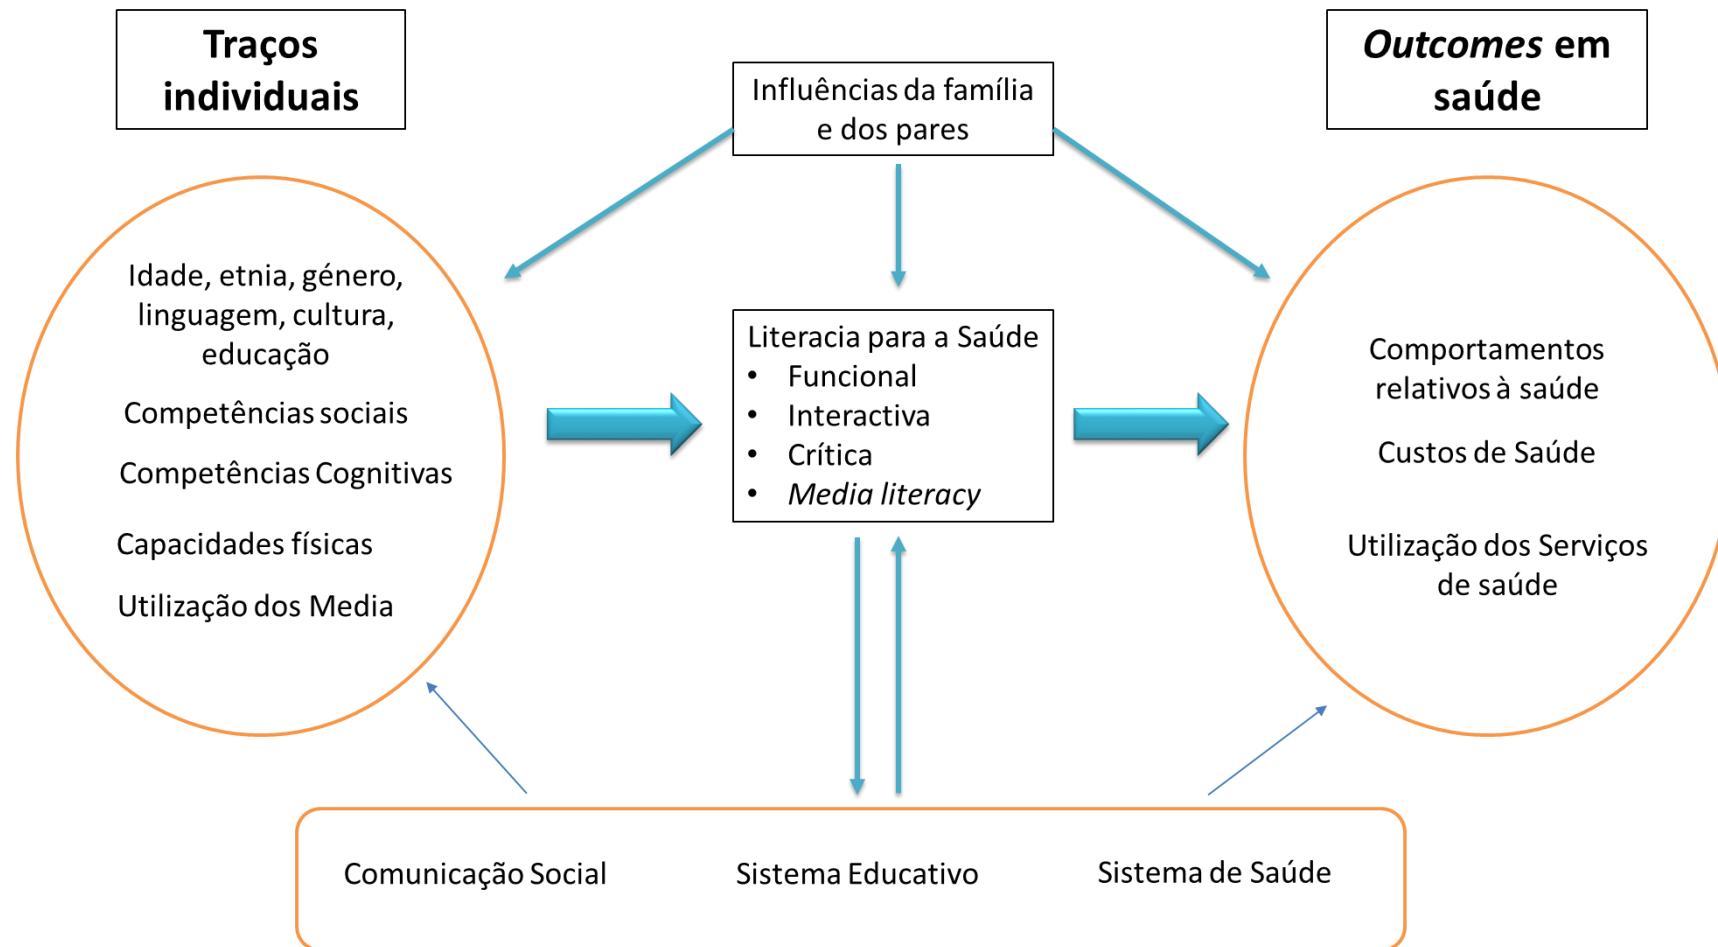 Traços
individuais
Influências da família
e dos pares
Outcomes em
saúde
Idade, etnia, género,
linguagem, cultura,
educação
Competências sociais
Competências Cognitivas
Capacidades físicas
Utilização dos Media
Literacia para a Saúde
• Funcional
• Interactiva
• Crítica
• Media literacy
Comportamentos
relativos à saúde
Custos de Saúde
Utilização dos Serviços
de saúde
Comunicação Social
Sistema Educativo
Sistema de Saúde